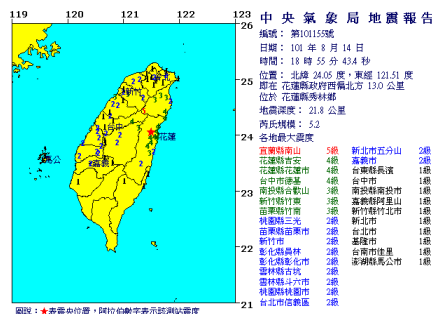 119 120 121 122 123
26
25
24
23
22
21
新竹
台中
花蓮
嘉義
馬公
圖說：★表震央位置，阿拉伯數字表示該測站震度
中央氣象局地震報告
編號：第101155號
日期：101 年 8 月 14 日
時間：18 時 55 分 43.4 秒
位置：北緯 24.05 度，東經 121.51 度
即在 花蓮縣政府西偏北方 13.0 公里
位於 花蓮縣秀林鄉
地震深度：21.8 公里
芮氏規模：5.2
各地最大震度
宜蘭縣南山 5級 新北市五分山 2級
花蓮縣吉安 4級 嘉義市 2級
花蓮縣花蓮市 4級 台東縣長濱 1級
台中市德基 4級 台中市 1級
南投縣合歡山 3級 南投縣南投市 1級
新竹縣竹東 3級 嘉義縣阿里山 1級
苗栗縣竹南 3級 新竹縣竹北市 1級
桃園縣三光 2級 新北市 1級
苗栗縣苗栗市 2級 台北市 1級
新竹市 2級 基隆市 1級
彰化縣員林 2級 台南市佳里 1級
彰化縣彰化市 2級 澎湖縣馬公市 1級
雲林縣古坑 2級
雲林縣斗六市 2級
桃園縣桃園市 2級
台北市信義區 2級